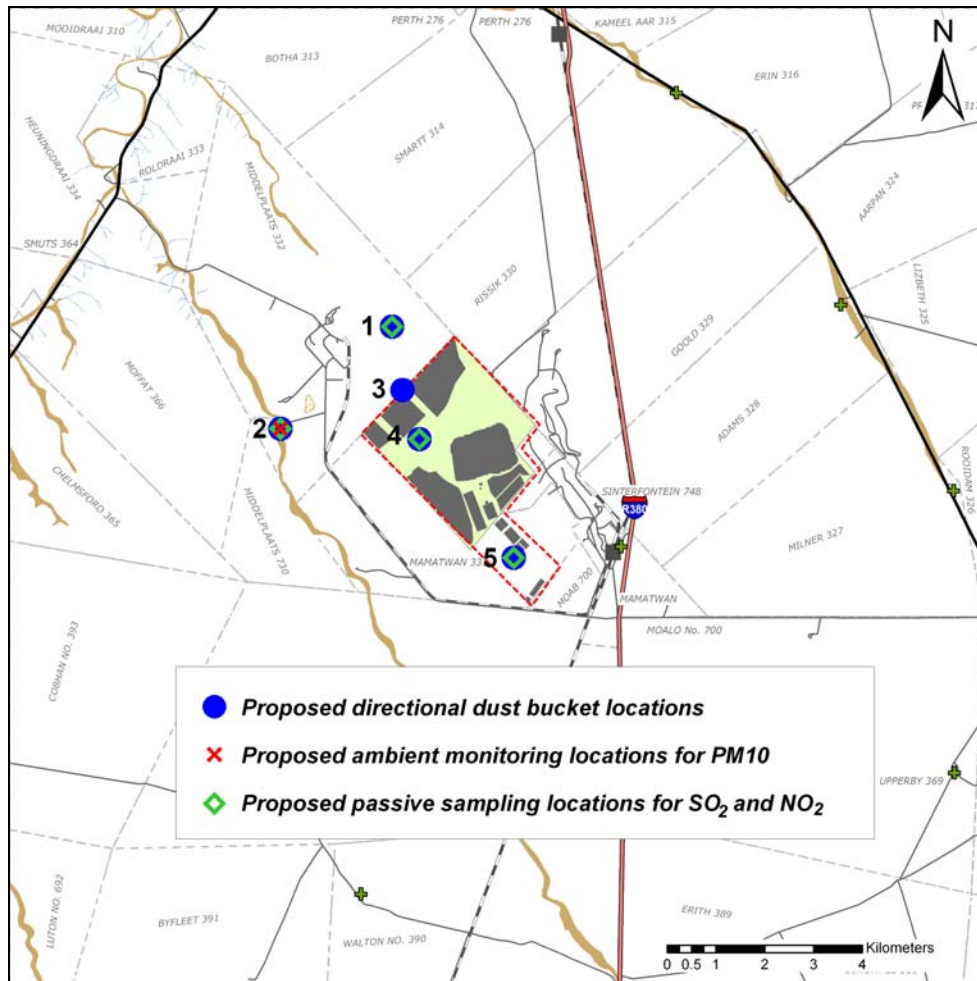 MOOIDRAAI 310
PERTH 276
PERTH 276
KAMEEL AAR 315
BOTHA 313
ERIN 316
N
HEUNINGDRAAI 334
ROLDRAAI 333
SMARTT 314
MIDDELPLAATS 332
AARPAN 324
SMUTS 364
RISSIK 330
LIZBETH 325
1
GOOLD 329
MOFFAT 366
3
2
4
ADAMS 328
CHELMSFORD 365
ROOIDAM 326
SINTERFONTEIN 748
R380
MIDDELPLAATS 730
MILNER 327
5
MOAB 700
MAMATWAN
MOALO No. 700
COBHAN NO. 393
Proposed directional dust bucket locations
Proposed ambient monitoring locations for PM10
Proposed passive sampling locations for SO2 and NO2
UPPERBY 369
LUTON NO. 692
BYFLEET 391
WALTON NO. 390
ERITH 389
Kilometers
0 0.5 1 2 3 4